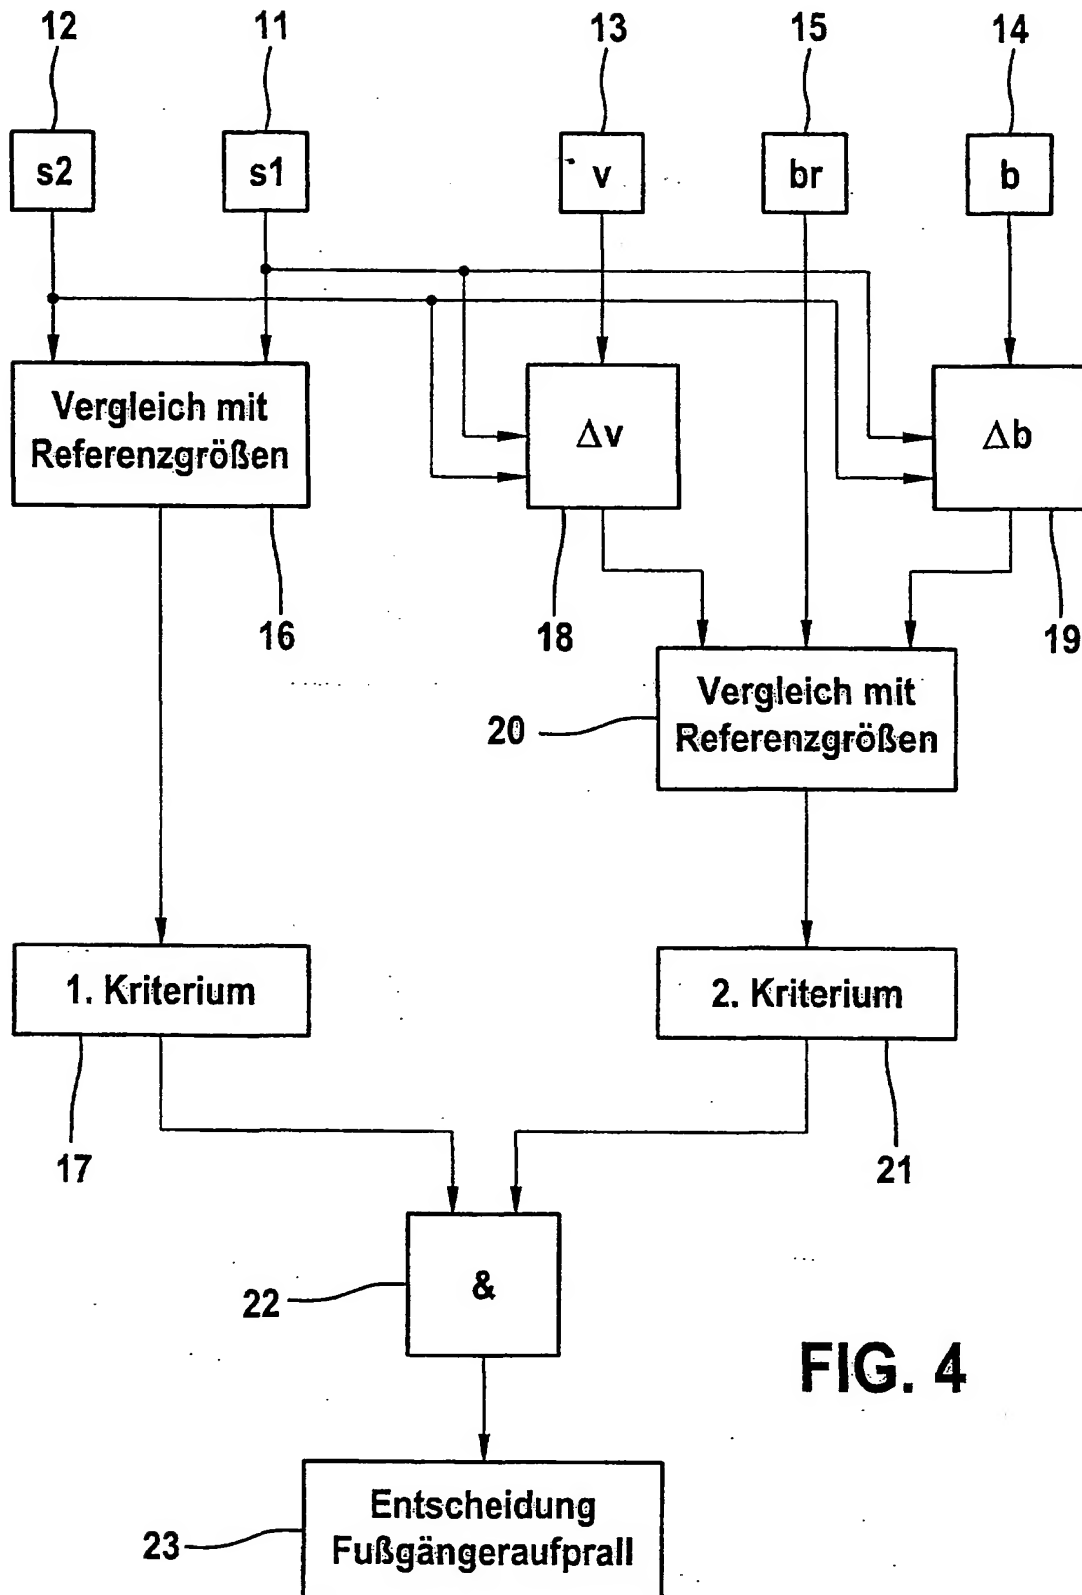 12
11
13
15
14
s2
s1
v
br
b
Vergleich mit
Referenzgrößen
Δv
Δb
16
18
19
20
Vergleich mit
Referenzgrößen
1. Kriterium
2. Kriterium
17
21
22
&
FIG. 4
23
Entscheidung
Fußgängeraufprall